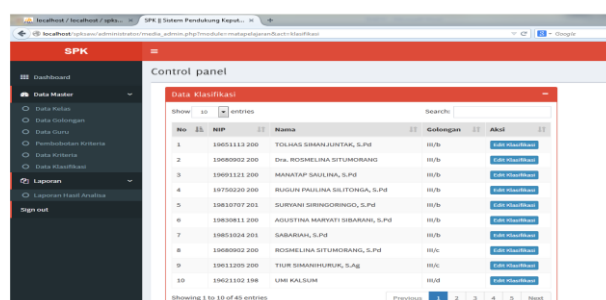 localhost / localhost / spks...
SPK || Sistem Pendukung Keput...
localhost/spksaw/administrator/media_admin.php?module=matapelajaran&act=klasifikasi
Google
SPK
Control panel
Dashboard
Data Master
Data Kelas
Data Golongan
Data Guru
Pembobotan Kriteria
Data Kriteria
Data Klasifikasi
Laporan
Laporan Hasil Analisa
Sign out
Data Klasifikasi
Show 10 entries Search:
No NIP Nama Golongan Aksi
1 19651113 200 TOLHAS SIMANJUNTAK, S.Pd III/b Edit Klasifikasi
2 19680902 200 Dra. ROSMELINA SITUMORANG III/b Edit Klasifikasi
3 19691121 200 MANATAP SAULINA, S.Pd III/b Edit Klasifikasi
4 19750220 200 RUGUN PAULINA SILITONGA, S.Pd III/b Edit Klasifikasi
5 19810707 201 SURYANI SIRINGORINGO, S.Pd III/b Edit Klasifikasi
6 19830811 200 AGUSTINA MARYATI SIBARANI, S.Pd III/b Edit Klasifikasi
7 19851024 201 SABARIAH, S.Pd III/b Edit Klasifikasi
8 19680902 200 ROSHMELINA SITUMORANG, S.Pd III/c Edit Klasifikasi
9 19611205 200 TIUR SIMANIHURUK, S.Ag III/c Edit Klasifikasi
10 19621102 198 UMI KALSUM III/d Edit Klasifikasi
Showing 1 to 10 of 45 entries Previous 1 2 3 4 5 Next